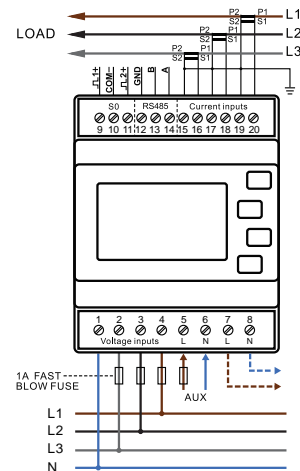 P2 P1 L1
S2 S1
LOAD P2 P1 L2
S2 S1
P2 P1 L3
S2 S1
⎍1+ COM− ⎍2+ GND B A
S0 RS485 Current inputs
9 10 11 12 13 14 15 16 17 18 19 20
1 2 3 4 5 6 7 8
L N L N
Voltage inputs
1A FAST
BLOW FUSE
AUX
L1
L2
L3
N